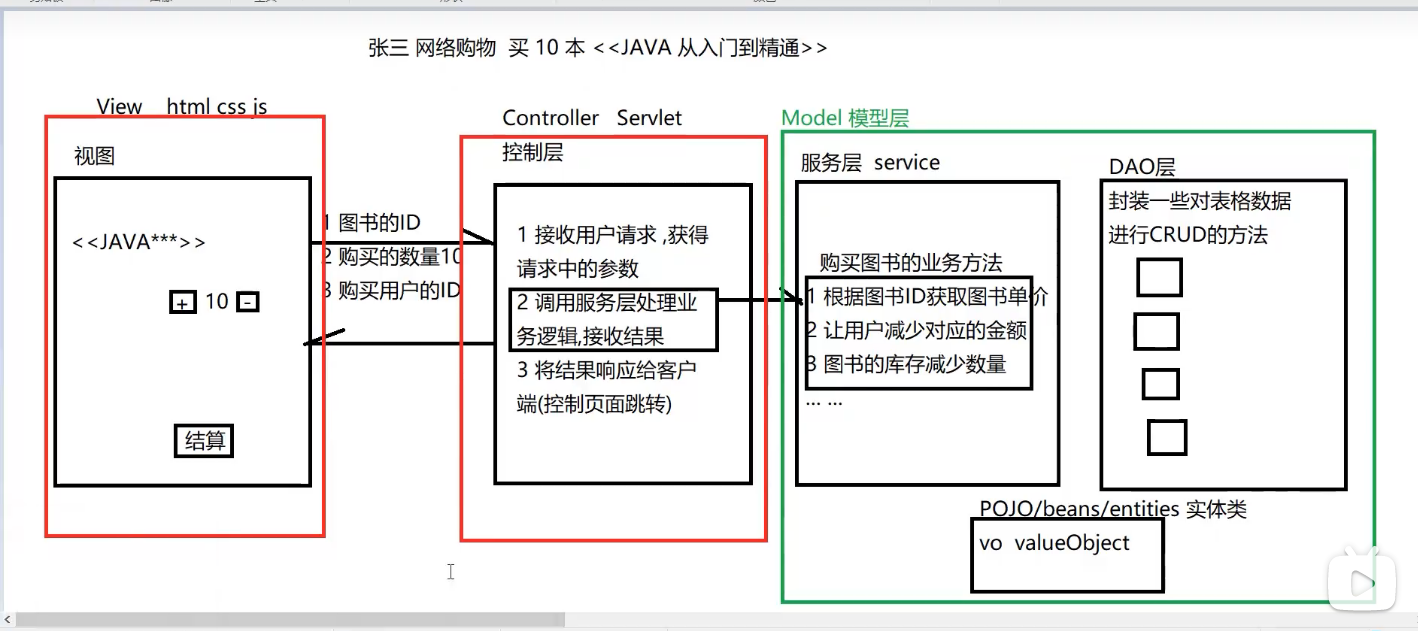 张三 网络购物 买 10 本 <<JAVA 从入门到精通>>
View html css js
视图
<<JAVA***>>
+ 10 -
结算
1 图书的ID
2 购买的数量10
3 购买用户的ID
Controller Servlet
控制层
1 接收用户请求 ,获得
请求中的参数
2 调用服务层处理业
务逻辑,接收结果
3 将结果响应给客户
端(控制页面跳转)
Model 模型层
服务层 service
购买图书的业务方法
1 根据图书ID获取图书单价
2 让用户减少对应的金额
3 图书的库存减少数量
... ...
DAO层
封装一些对表格数据
进行CRUD的方法
POJO/beans/entities 实体类
vo valueObject